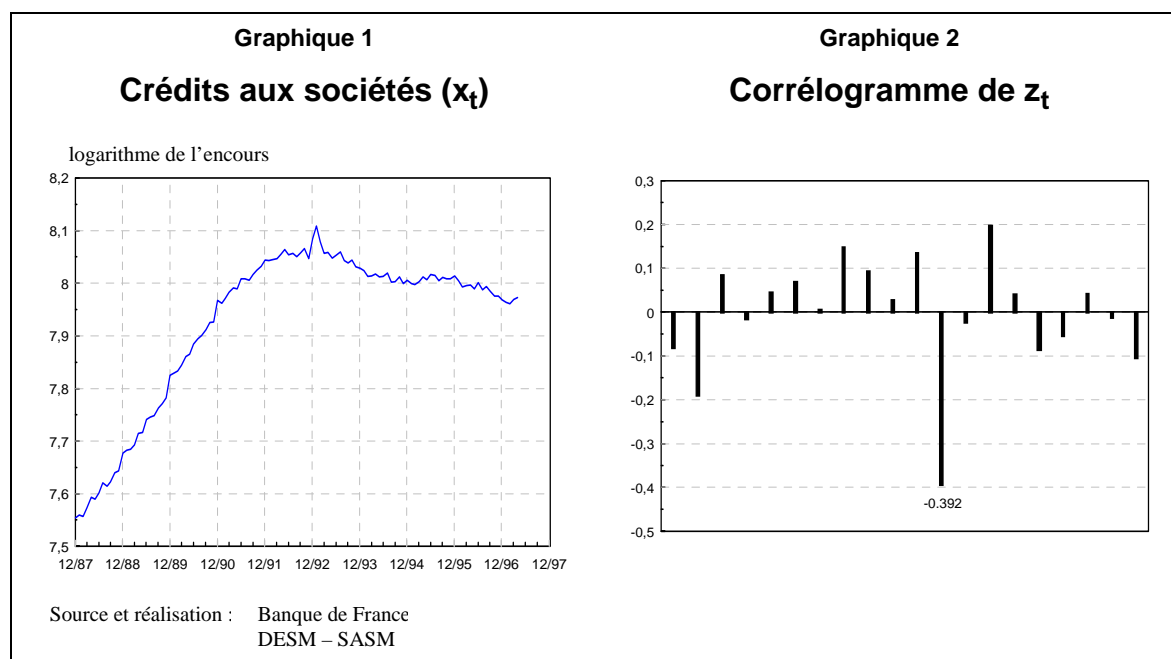 Graphique 1
Crédits aux sociétés (xt)
logarithme de l'encours
8,2
8,1
8
7,9
7,8
7,7
7,6
7,5
12/87 12/88 12/89 12/90 12/91 12/92 12/93 12/94 12/95 12/96 12/97
Source et réalisation : Banque de France
DESM – SASM
Graphique 2
Corrélogramme de zt
0,3
0,2
0,1
0
-0,1
-0,2
-0,3
-0,4
-0,5
-0.392